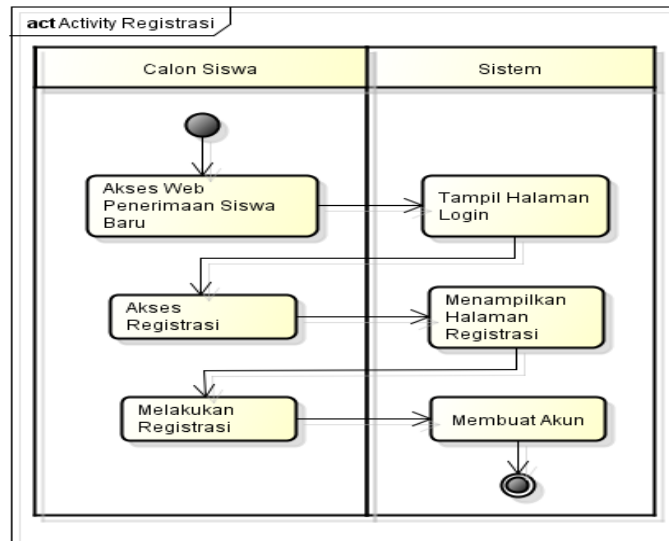 act Activity Registrasi
Calon Siswa
Sistem
Akses Web
Penerimaan Siswa
Baru
Tampil Halaman
Login
Akses
Registrasi
Menampilkan
Halaman
Registrasi
Melakukan
Registrasi
Membuat Akun